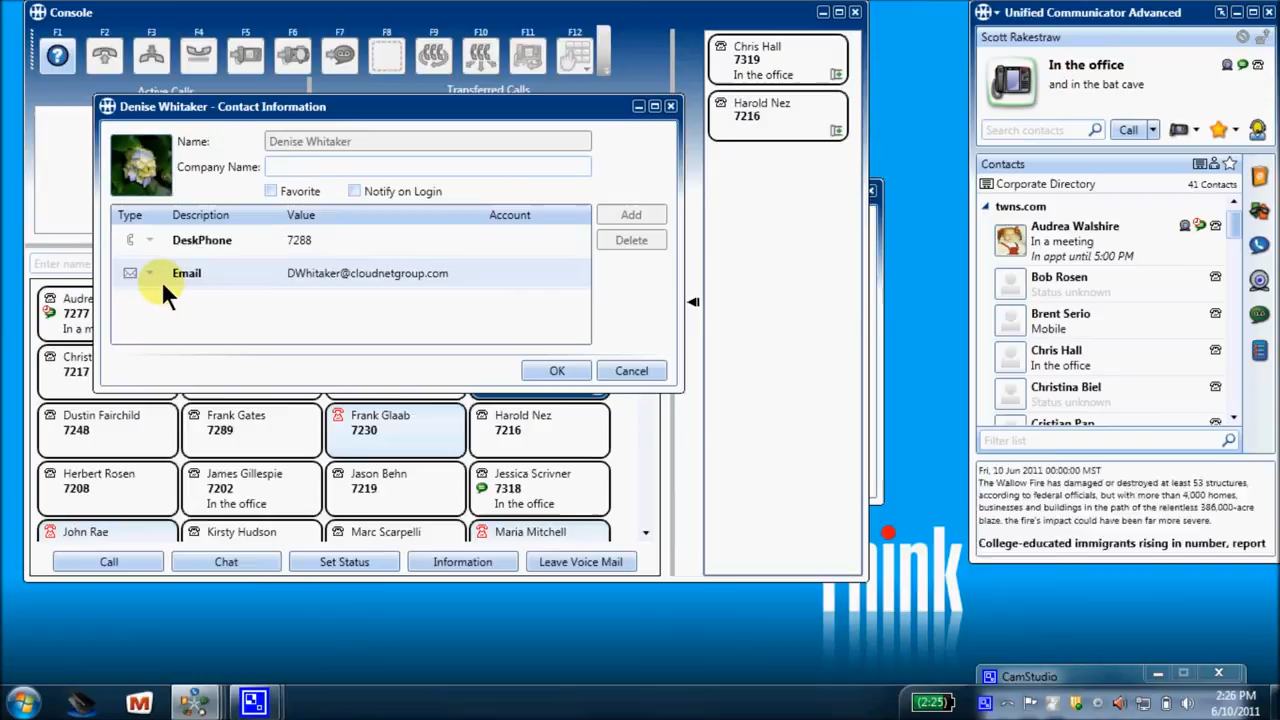 Console
F1 F2 F3 F4 F5 F6 F7 F8 F9 F10 F11 F12
Active Calls Transferred Calls
Denise Whitaker - Contact Information
Name: Denise Whitaker
Company Name:
Favorite Notify on Login
Type Description Value Account Add
DeskPhone 7288 Delete
Email DWhitaker@cloudnetgroup.com
OK Cancel
Enter name
Audrea
7277
In a m
Christ
7217
Dustin Fairchild
7248
Frank Gates
7289
Frank Glaab
7230
Harold Nez
7216
Herbert Rosen
7208
James Gillespie
7202
In the office
Jason Behn
7219
Jessica Scrivner
7318
In the office
John Rae
Kirsty Hudson
Marc Scarpelli
Maria Mitchell
Call Chat Set Status Information Leave Voice Mail
Chris Hall
7319
In the office
Harold Nez
7216
Unified Communicator Advanced
Scott Rakestraw
In the office
and in the bat cave
Search contacts Call
Contacts
Corporate Directory 41 Contacts
twns.com
Audrea Walshire
In a meeting
In appt until 5:00 PM
Bob Rosen
Status unknown
Brent Serio
Mobile
Chris Hall
In the office
Christina Biel
Status unknown
Cristian Pap
Filter list
Fri, 10 Jun 2011 00:00:00 MST
The Wallow Fire has damaged or destroyed at least 53 structures,
according to federal officials, but with more than 4,000 homes,
businesses and buildings in the path of the relentless 386,000-acre
blaze, the fire's impact could have been far more severe.
College-educated immigrants rising in number, report
Think
CamStudio
(2:25)
2:26 PM
6/10/2011